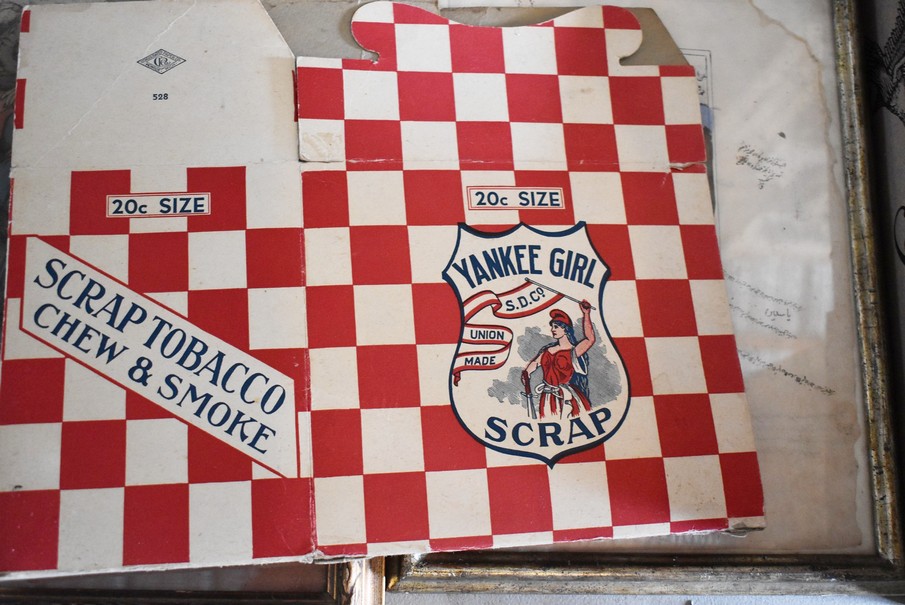 528
20c SIZE
SCRAP TOBACCO
CHEW & SMOKE
20c SIZE
YANKEE GIRL
S.D.Co
UNION
MADE
SCRAP